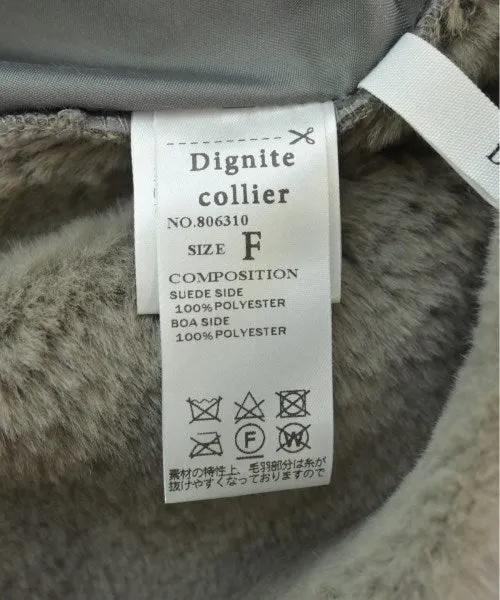 Dignite
collier
NO.806310
SIZE F
COMPOSITION
SUEDE SIDE
100% POLYESTER
BOA SIDE
100% POLYESTER
F W
素材の特性上、毛羽部分は糸が
抜けやすくなっておりますので